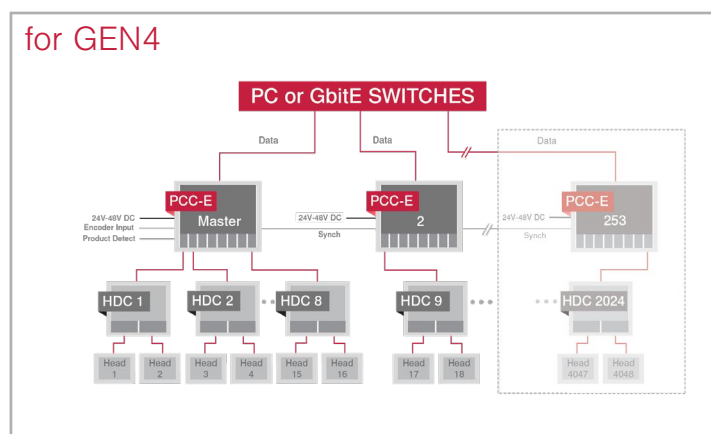 for GEN4
PC or GbitE SWITCHES
Data
Data
Data
PCC-E
Master
PCC-E
2
PCC-E
253
24V-48V DC
Encoder Input
Product Detect
24V-48V DC
Synch
24V-48V DC
Synch
HDC 1
HDC 2
HDC 8
HDC 9
HDC 2024
Head
1
Head
2
Head
3
Head
4
Head
15
Head
16
Head
17
Head
18
Head
4047
Head
4048